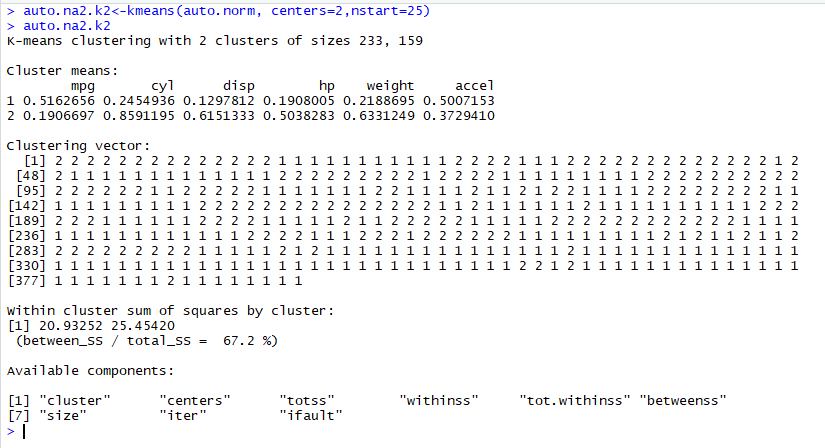 > auto.na2.k2<-kmeans(auto.norm, centers=2,nstart=25)
> auto.na2.k2
K-means clustering with 2 clusters of sizes 233, 159
Cluster means:
mpg cyl disp hp weight accel
1 0.5162656 0.2454936 0.1297812 0.1908005 0.2188695 0.5007153
2 0.1906697 0.8591195 0.6151333 0.5038283 0.6331249 0.3729410
Clustering vector:
[1] 2 2 2 2 2 2 2 2 2 2 2 2 2 2 1 1 1 1 1 1 1 1 1 1 1 2 2 2 2 1 1 1 2 2 2 2 2 2 2 2 2 2 2 2 2 1 2
[48] 2 1 1 1 1 1 1 1 1 1 1 1 1 1 2 2 2 2 2 2 2 2 2 1 2 2 2 2 1 1 1 1 1 1 1 1 1 2 2 2 2 2 2 2 2 2 2
[95] 2 2 2 2 2 2 1 1 2 2 2 2 2 1 1 1 1 1 1 1 2 2 1 1 1 1 2 1 1 2 1 2 2 1 1 1 1 2 2 2 2 2 2 2 2 1 1
[142] 1 1 1 1 1 1 1 1 1 2 2 2 2 2 2 2 2 2 2 2 2 2 2 2 1 1 2 1 1 1 1 1 1 1 1 1 1 1 1 1 1 1 1 1 2 2 2
[189] 2 2 2 1 1 1 1 1 1 2 2 2 2 1 1 1 1 1 2 1 1 2 2 2 2 2 1 1 1 1 1 2 2 2 2 2 2 2 2 2 2 2 2 1 1 1 1
[236] 1 1 1 1 1 1 1 1 1 1 1 1 2 2 2 2 1 1 2 2 2 1 2 2 2 2 2 2 1 1 1 1 1 1 1 1 1 1 2 1 2 1 1 2 1 1 2
[283] 2 2 2 2 2 2 2 2 2 1 1 1 1 1 2 1 2 1 1 1 1 1 1 1 1 1 1 1 1 1 1 1 2 1 1 1 1 1 1 1 1 1 1 1 1 1 1
[330] 1 1 1 1 1 1 1 1 1 1 1 1 1 1 1 1 1 1 1 1 1 1 1 1 1 1 1 1 1 2 2 1 2 1 1 1 1 1 1 1 1 1 1 1 1 1 1
[377] 1 1 1 1 1 1 1 2 1 1 1 1 1 1 1 1
Within cluster sum of squares by cluster:
[1] 20.93252 25.45420
(between_SS / total_SS = 67.2 %)
Available components:
[1] "cluster" "centers" "totss" "withinss" "tot.withinss" "betweenss"
[7] "size" "iter" "ifault"
>